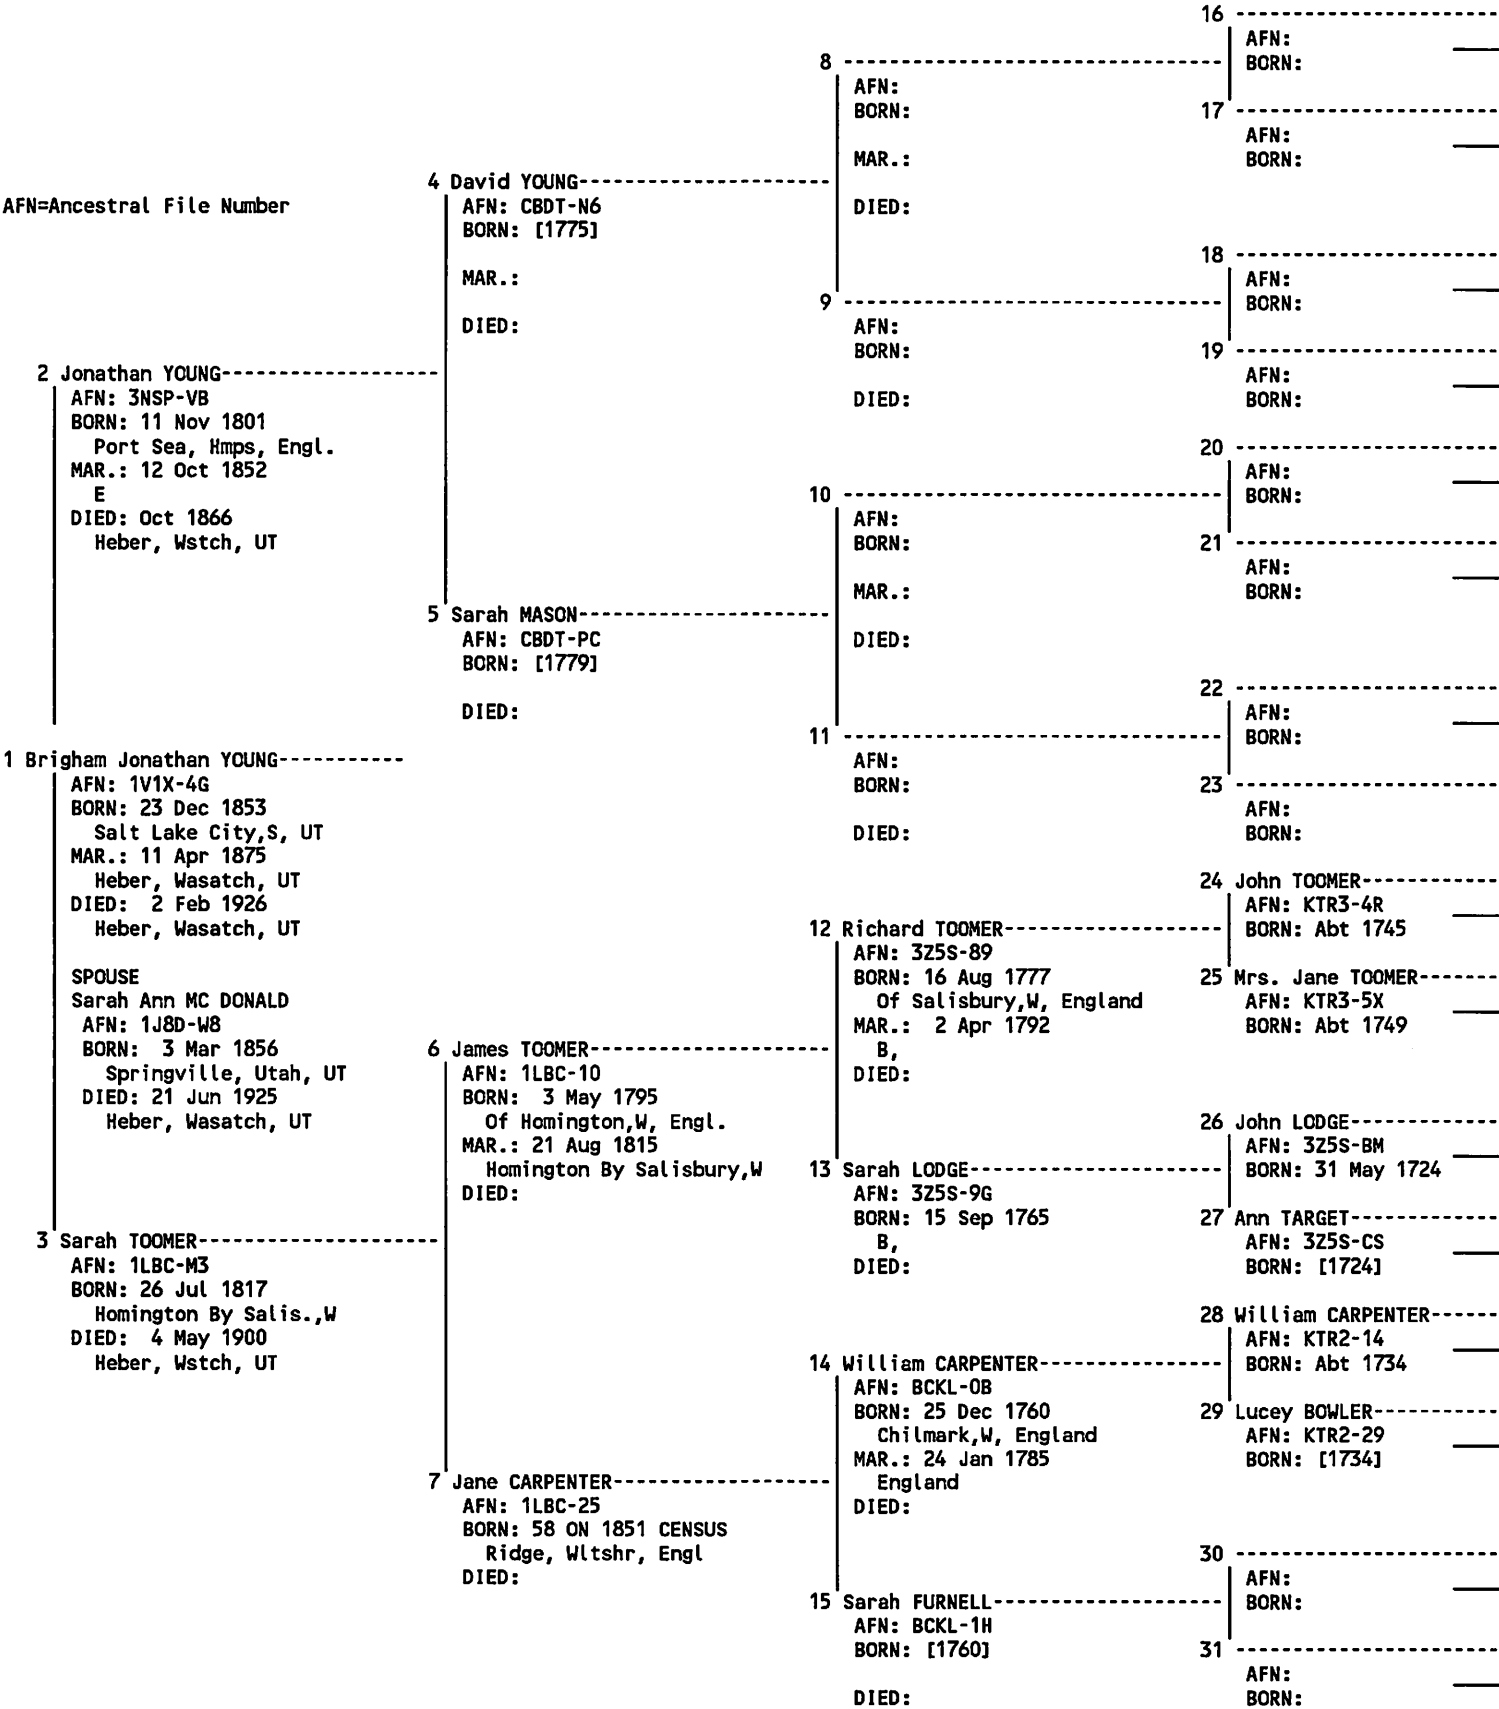 AFN=Ancestral File Number
1 Brigham Jonathan YOUNG-----------
AFN: 1V1X-4G
BORN: 23 Dec 1853
Salt Lake City,S, UT
MAR.: 11 Apr 1875
Heber, Wasatch, UT
DIED:  2 Feb 1926
Heber, Wasatch, UT
SPOUSE
Sarah Ann MC DONALD
AFN: 1J8D-W8
BORN:  3 Mar 1856
Springville, Utah, UT
DIED: 21 Jun 1925
Heber, Wasatch, UT
2 Jonathan YOUNG-------------------
AFN: 3NSP-VB
BORN: 11 Nov 1801
Port Sea, Hmps, Engl.
MAR.: 12 Oct 1852
E
DIED: Oct 1866
Heber, Wstch, UT
3 Sarah TOOMER---------------------
AFN: 1LBC-M3
BORN: 26 Jul 1817
Homington By Salis.,W
DIED:  4 May 1900
Heber, Wstch, UT
4 David YOUNG----------------------
AFN: CBDT-N6
BORN: [1775]
MAR.:
DIED:
5 Sarah MASON----------------------
AFN: CBDT-PC
BORN: [1779]
DIED:
6 James TOOMER---------------------
AFN: 1LBC-10
BORN:  3 May 1795
Of Homington,W, Engl.
MAR.: 21 Aug 1815
Homington By Salisbury,W
DIED:
7 Jane CARPENTER-------------------
AFN: 1LBC-25
BORN: 58 ON 1851 CENSUS
Ridge, Wltshr, Engl
DIED:
8 ---------------------------------
AFN:
BORN:
MAR.:
DIED:
9 ---------------------------------
AFN:
BORN:
DIED:
10 ---------------------------------
AFN:
BORN:
MAR.:
DIED:
11 ---------------------------------
AFN:
BORN:
DIED:
12 Richard TOOMER-------------------
AFN: 3Z5S-89
BORN: 16 Aug 1777
Of Salisbury,W, England
MAR.:  2 Apr 1792
B,
DIED:
13 Sarah LODGE----------------------
AFN: 3Z5S-9G
BORN: 15 Sep 1765
B,
DIED:
14 William CARPENTER----------------
AFN: BCKL-0B
BORN: 25 Dec 1760
Chilmark,W, England
MAR.: 24 Jan 1785
England
DIED:
15 Sarah FURNELL--------------------
AFN: BCKL-1H
BORN: [1760]
DIED:
16 -----------------------
AFN:
BORN:
17 -----------------------
AFN:
BORN:
18 -----------------------
AFN:
BORN:
19 -----------------------
AFN:
BORN:
20 -----------------------
AFN:
BORN:
21 -----------------------
AFN:
BORN:
22 -----------------------
AFN:
BORN:
23 -----------------------
AFN:
BORN:
24 John TOOMER------------
AFN: KTR3-4R
BORN: Abt 1745
25 Mrs. Jane TOOMER-------
AFN: KTR3-5X
BORN: Abt 1749
26 John LODGE-------------
AFN: 3Z5S-BM
BORN: 31 May 1724
27 Ann TARGET-------------
AFN: 3Z5S-CS
BORN: [1724]
28 William CARPENTER------
AFN: KTR2-14
BORN: Abt 1734
29 Lucey BOWLER-----------
AFN: KTR2-29
BORN: [1734]
30 -----------------------
AFN:
BORN:
31 -----------------------
AFN:
BORN: